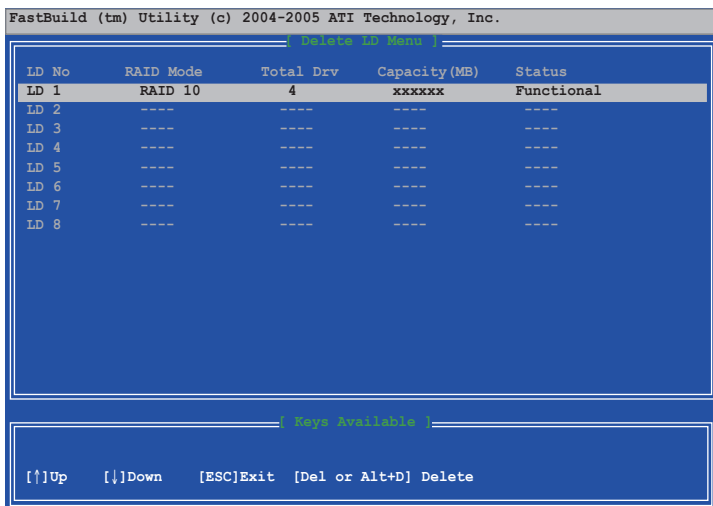 FastBuild (tm) Utility (c) 2004-2005 ATI Technology, Inc.
[ Delete LD Menu ]
LD No RAID Mode Total Drv Capacity(MB) Status
LD 1 RAID 10 4 xxxxxx Functional
LD 2 ---- ---- ---- ----
LD 3 ---- ---- ---- ----
LD 4 ---- ---- ---- ----
LD 5 ---- ---- ---- ----
LD 6 ---- ---- ---- ----
LD 7 ---- ---- ---- ----
LD 8 ---- ---- ---- ----
[ Keys Available ]
[↑]Up [↓]Down [ESC]Exit [Del or Alt+D] Delete